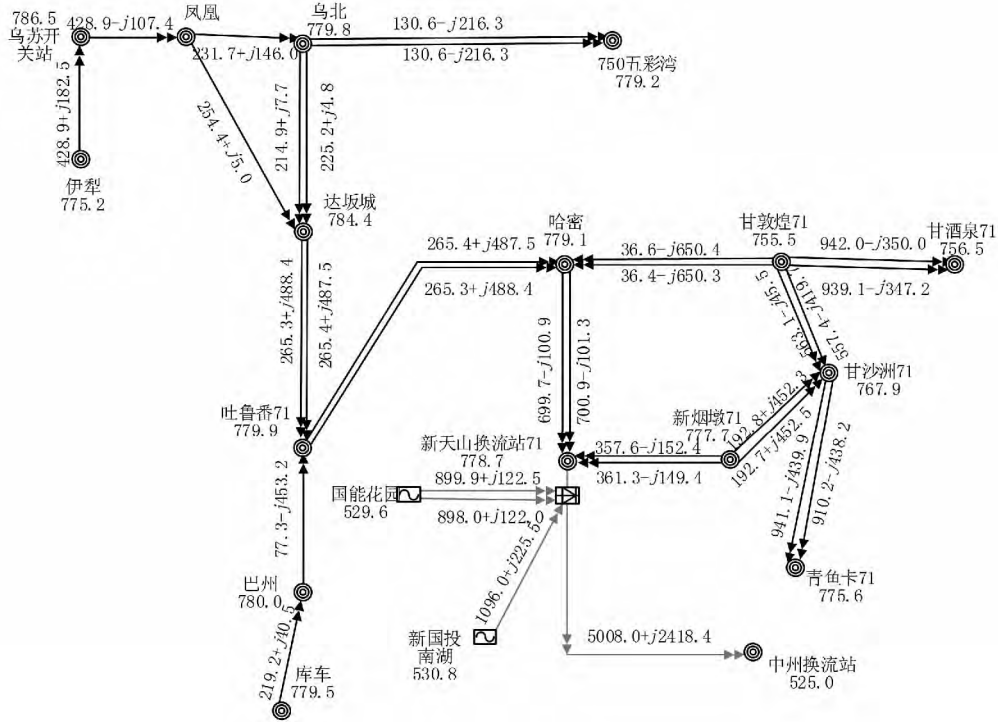 786.5
乌苏开
关站
428.9-j107.4
凤凰
231.7+j146.0
乌北
779.8
130.6-j216.3
130.6-j216.3
750五彩湾
779.2
428.9+j182.5
伊犁
775.2
254.4+j5.0
214.9+j7.7
225.2+j4.8
达坂城
784.4
265.3+j488.4
265.4+j487.5
265.4+j487.5
265.3+j488.4
哈密
779.1
36.6-j650.4
36.4-j650.3
甘敦煌71
755.5
942.0-j350.0
939.1-j347.2
甘酒泉71
756.5
563.1-j45.5
557.4-j419.
甘沙洲71
767.9
699.7-j100.9
700.9-j101.3
吐鲁番71
779.9
新天山换流站71
778.7
357.6-j152.4
361.3-j149.4
新烟墩71
777.7
192.8+j452.3
192.7+j452.5
941.1-j439.9
910.2-j438.2
青鱼卡71
775.6
国能花园
529.6
899.9+j122.5
898.0+j122.0
1096.0+j225.5
新国投
南湖
530.8
5008.0+j2418.4
中州换流站
525.0
77.3-j453.2
巴州
780.0
219.2+j40.5
库车
779.5